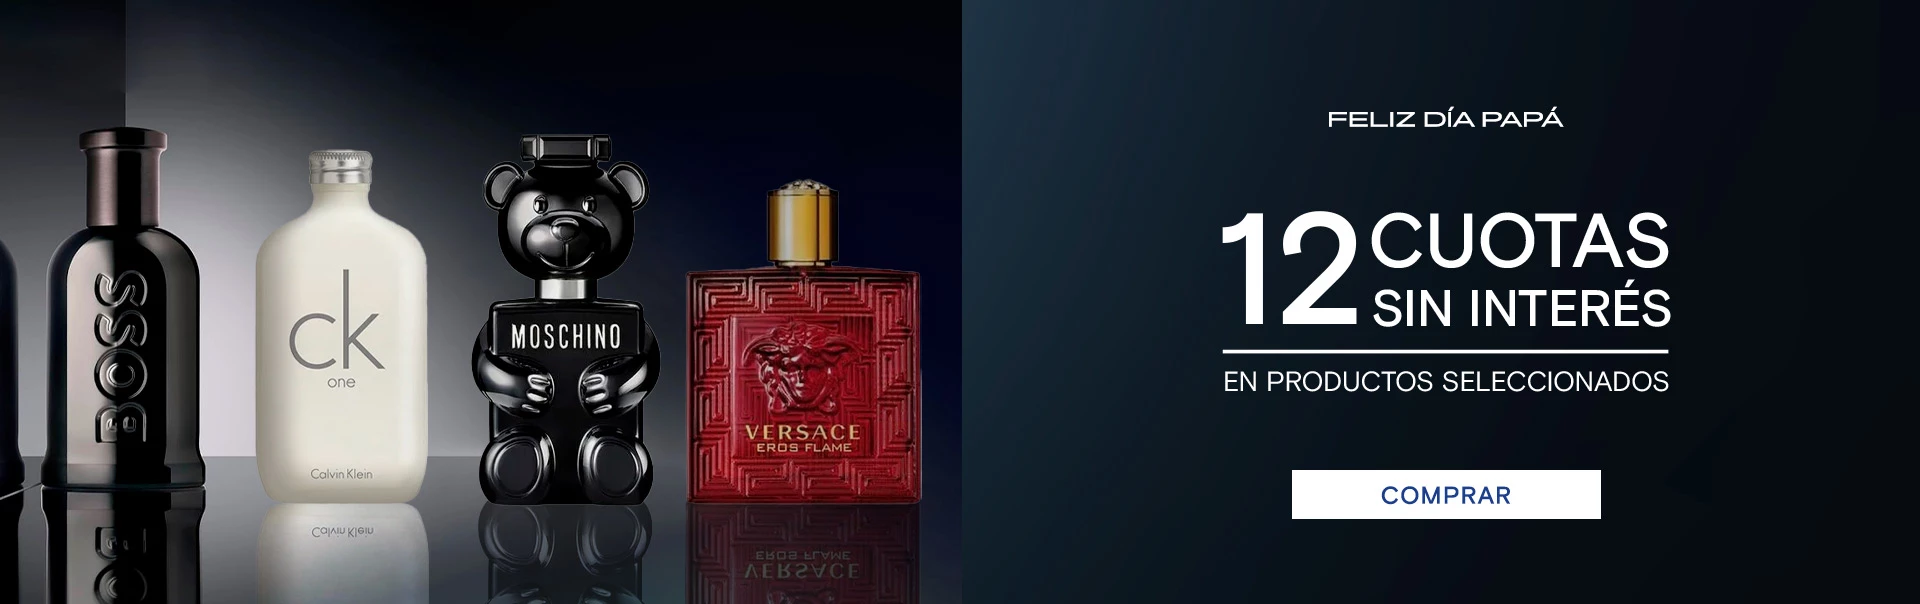 BOSS
ck
one
Calvin Klein
MOSCHINO
VERSACE
EROS FLAME
FELIZ DÍA PAPÁ
12 CUOTAS
SIN INTERÉS
EN PRODUCTOS SELECCIONADOS
COMPRAR